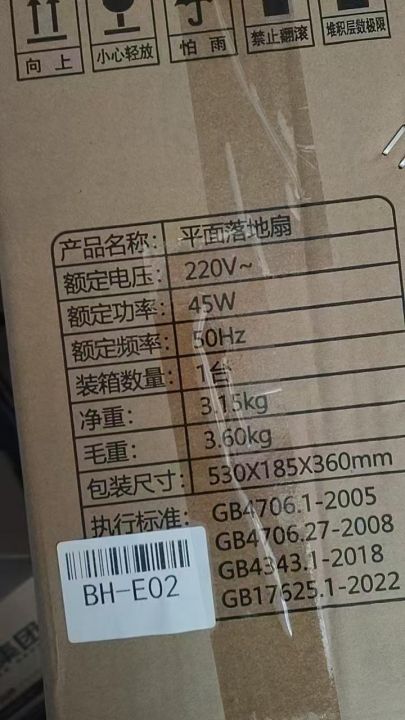 向上
小心轻放
怕雨
禁止翻滚
堆积层数极限
产品名称: 平面落地扇
额定电压: 220V~
额定功率: 45W
额定频率: 50Hz
装箱数量: 1台
净重: 3.15kg
毛重: 3.60kg
包装尺寸: 530X185X360mm
执行标准: GB4706.1-2005
GB4706.27-2008
GB4343.1-2018
GB17625.1-2022
BH-E02
集团